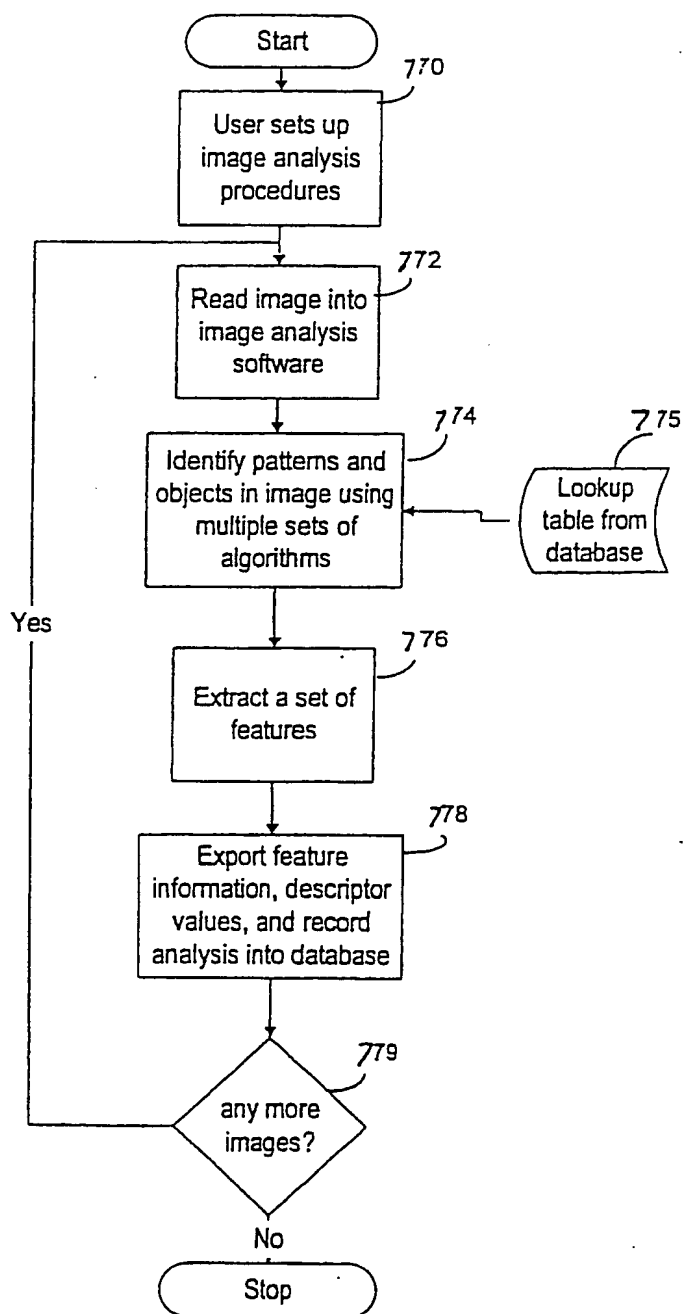 Start
770
User sets up
image analysis
procedures
772
Read image into
image analysis
software
774
Identify patterns and
objects in image using
multiple sets of
algorithms
775
Lookup
table from
database
Yes
776
Extract a set of
features
778
Export feature
information, descriptor
values, and record
analysis into database
779
any more
images?
No
Stop